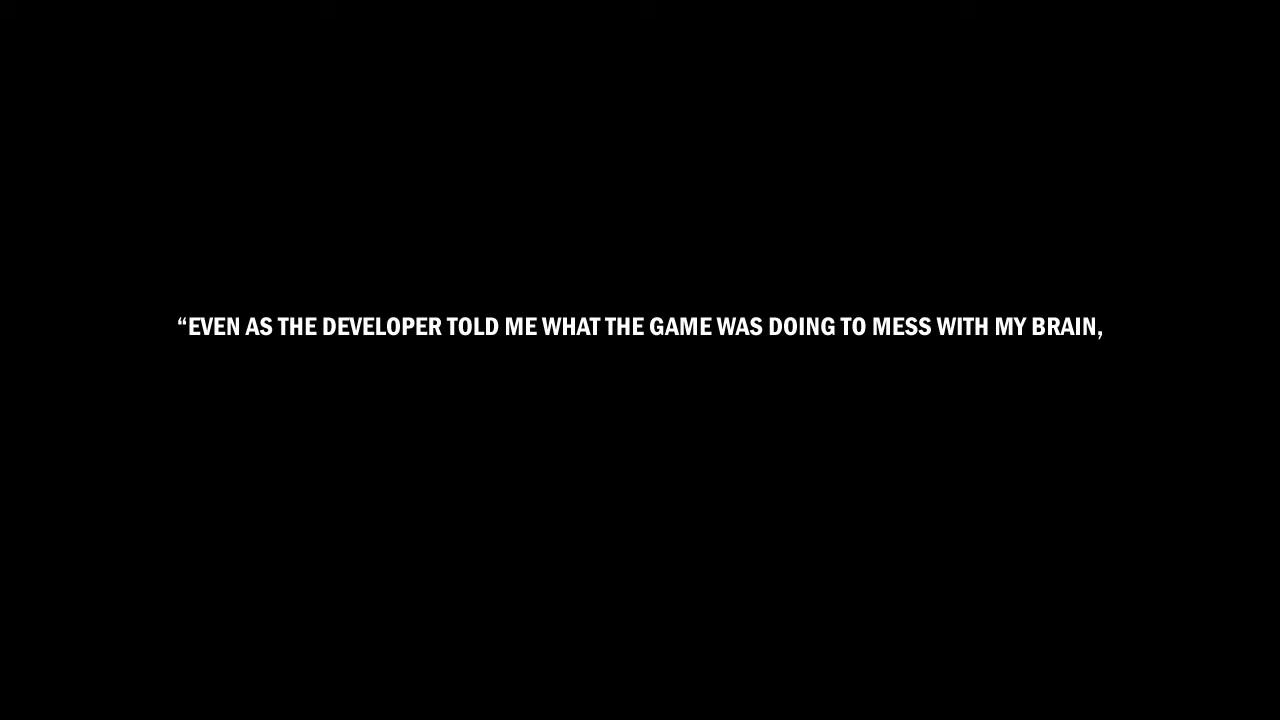 “EVEN AS THE DEVELOPER TOLD ME WHAT THE GAME WAS DOING TO MESS WITH MY BRAIN,